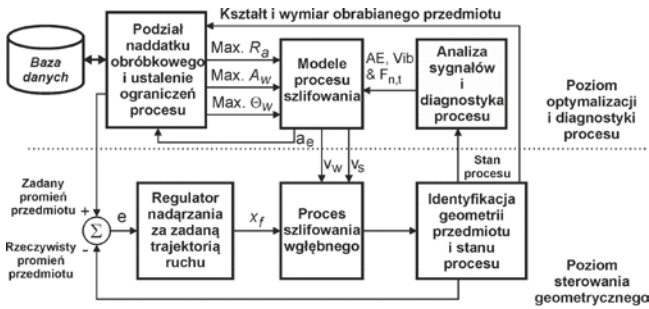 Kształt i wymiar obrabianego przedmiotu
Baza
danych
Podział
naddatku
obróbkowego
i ustalenie
ograniczeń
procesu
Max. Ra
Max. Aw
Max. Θw
ae
Modele
procesu
szlifowania
AE, Vib
& Fn,t
Analiza
sygnałów
i
diagnostyka
procesu
Poziom
optymalizacji
i diagnostyki
procesu
vw
vs
Stan
procesu
Zadany
promień
przedmiotu
+
Σ
-
Rzeczywisty
promień
przedmiotu
e
Regulator
nadążania
za zadaną
trajektorią
ruchu
xf
Proces
szlifowania
wgłębnego
Identyfikacja
geometrii
przedmiotu
i stanu
procesu
Poziom
sterowania
geometrycznego